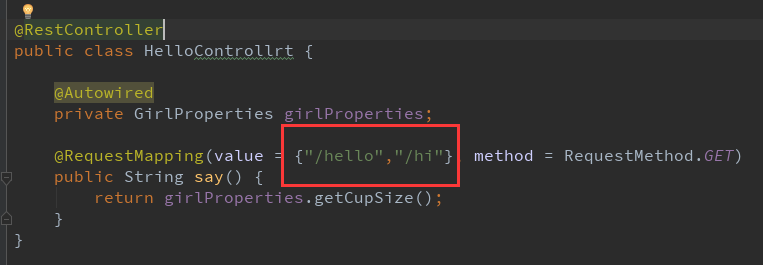 @RestController
public class HelloControllrt {
@Autowired
private GirlProperties girlProperties;
@RequestMapping(value = {"/hello","/hi"} method = RequestMethod.GET)
public String say() {
return girlProperties.getCupSize();
}
}